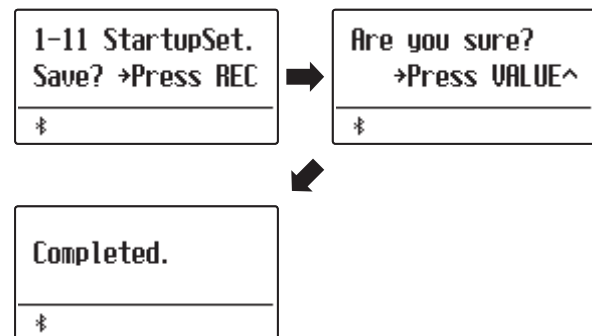 1-11 StartupSet.
Save? →Press REC
Are you sure?
→Press VALUE^
Completed.